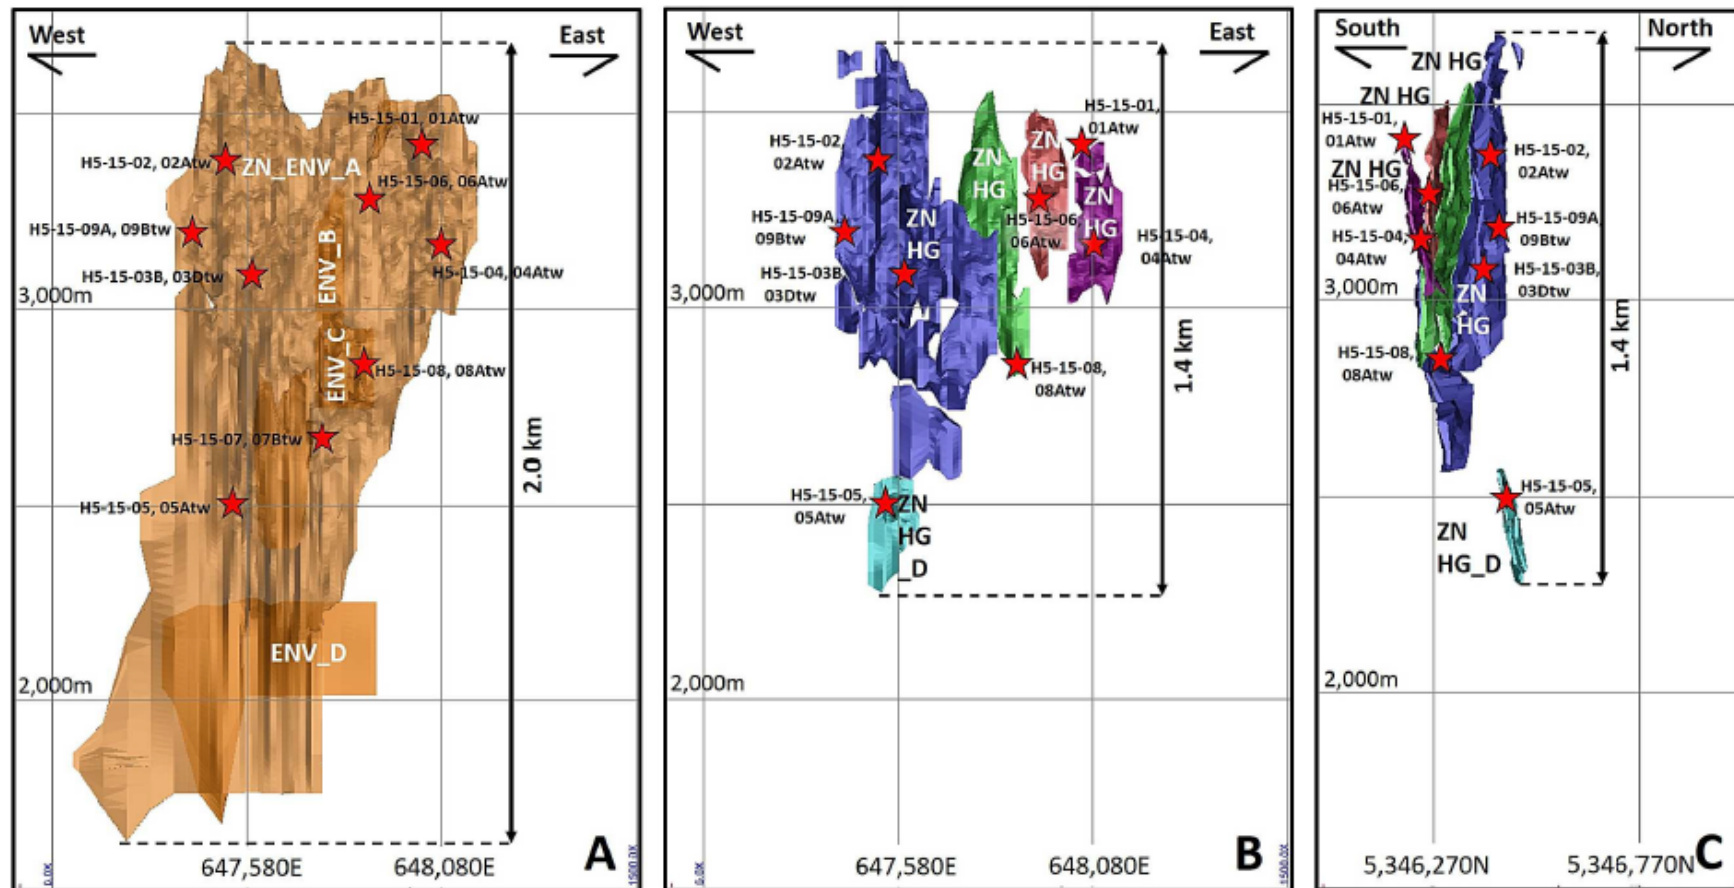 West
East
H5-15-01, 01Atw
H5-15-02, 02Atw
ZN_ENV_A
H5-15-06, 06Atw
H5-15-09A, 09Btw
ENV_B
H5-15-04, 04Atw
H5-15-03B, 03Dtw
3,000m
ENV_C
H5-15-08, 08Atw
H5-15-07, 07Btw
2.0 km
H5-15-05, 05Atw
ENV_D
2,000m
0.0X
647,580E
648,080E
1500.0X
A
West
East
H5-15-01,
01Atw
H5-15-02,
02Atw
ZN
HG
ZN
HG
ZN
HG
H5-15-09A,
09Btw
ZN
HG
H5-15-06,
06Atw
H5-15-04,
04Atw
H5-15-03B,
03Dtw
3,000m
H5-15-08,
08Atw
1.4 km
H5-15-05,
05Atw
ZN
HG
_D
2,000m
0.0X
647,580E
648,080E
1500.0X
B
South
North
ZN HG
ZN HG
H5-15-01,
01Atw
ZN HG
H5-15-02,
02Atw
H5-15-06,
06Atw
H5-15-09A,
09Btw
H5-15-04,
04Atw
H5-15-03B,
03Dtw
3,000m
ZN
HG
1.4 km
H5-15-08,
08Atw
H5-15-05,
05Atw
ZN
HG_D
2,000m
5,346,270N
5,346,770N
C